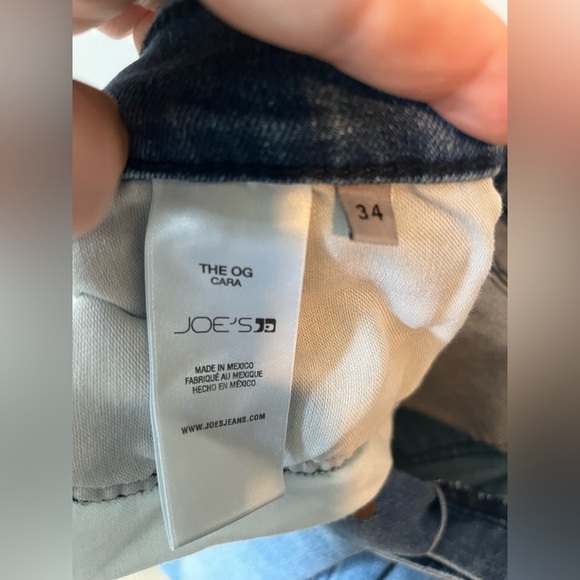 34
THE OG
CARA
JOE'S
MADE IN MEXICO
FABRIQUÉ AU MEXIQUE
HECHO EN MÉXICO
WWW.JOESJEANS.COM